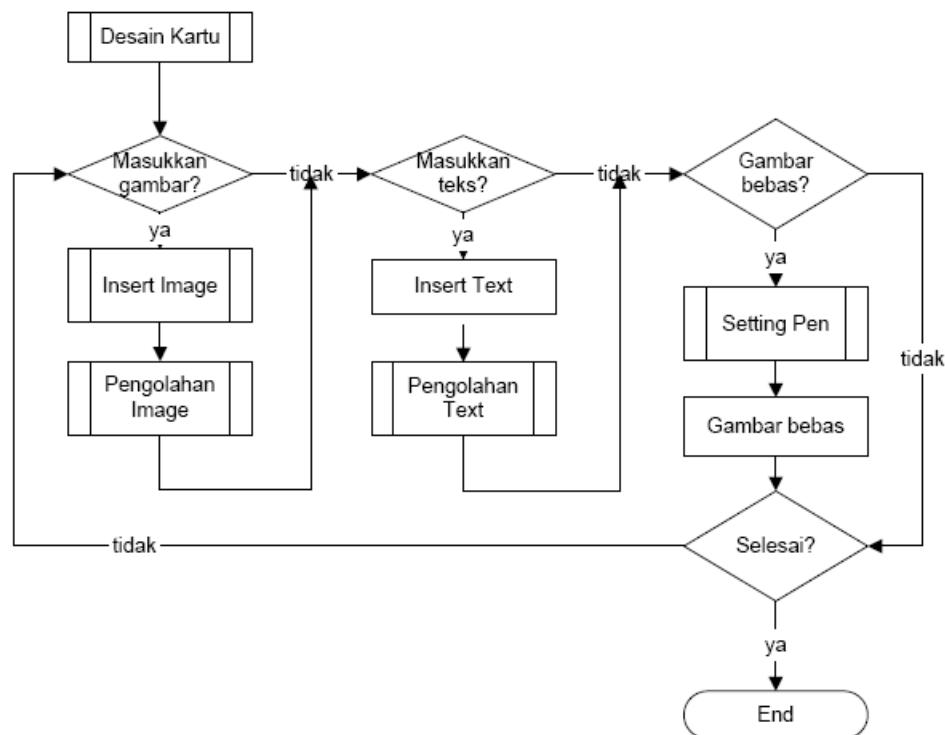 Desain Kartu
Masukkan
gambar?
tidak
Masukkan
teks?
tidak
Gambar
bebas?
ya
ya
ya
Insert Image
Insert Text
Setting Pen
tidak
Pengolahan
Image
Pengolahan
Text
Gambar bebas
tidak
Selesai?
ya
End